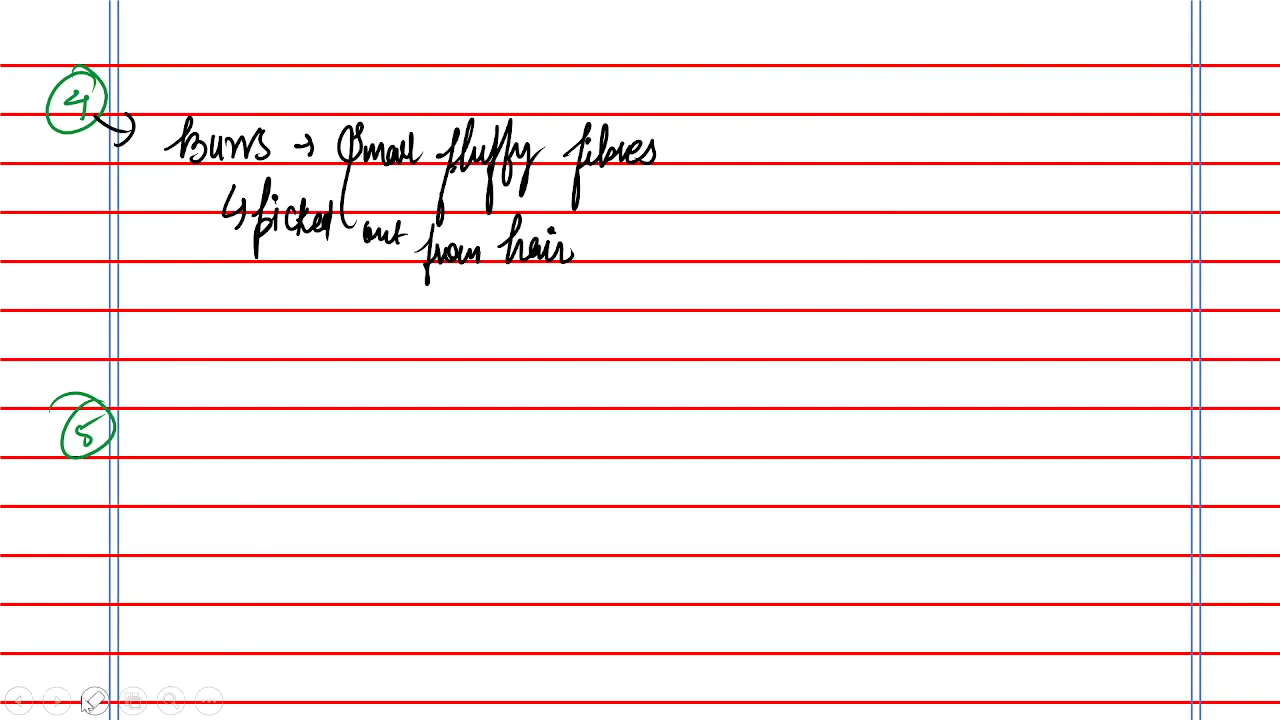 4
Burrs → Small fluffy fibres
↳ picked out from hair
5